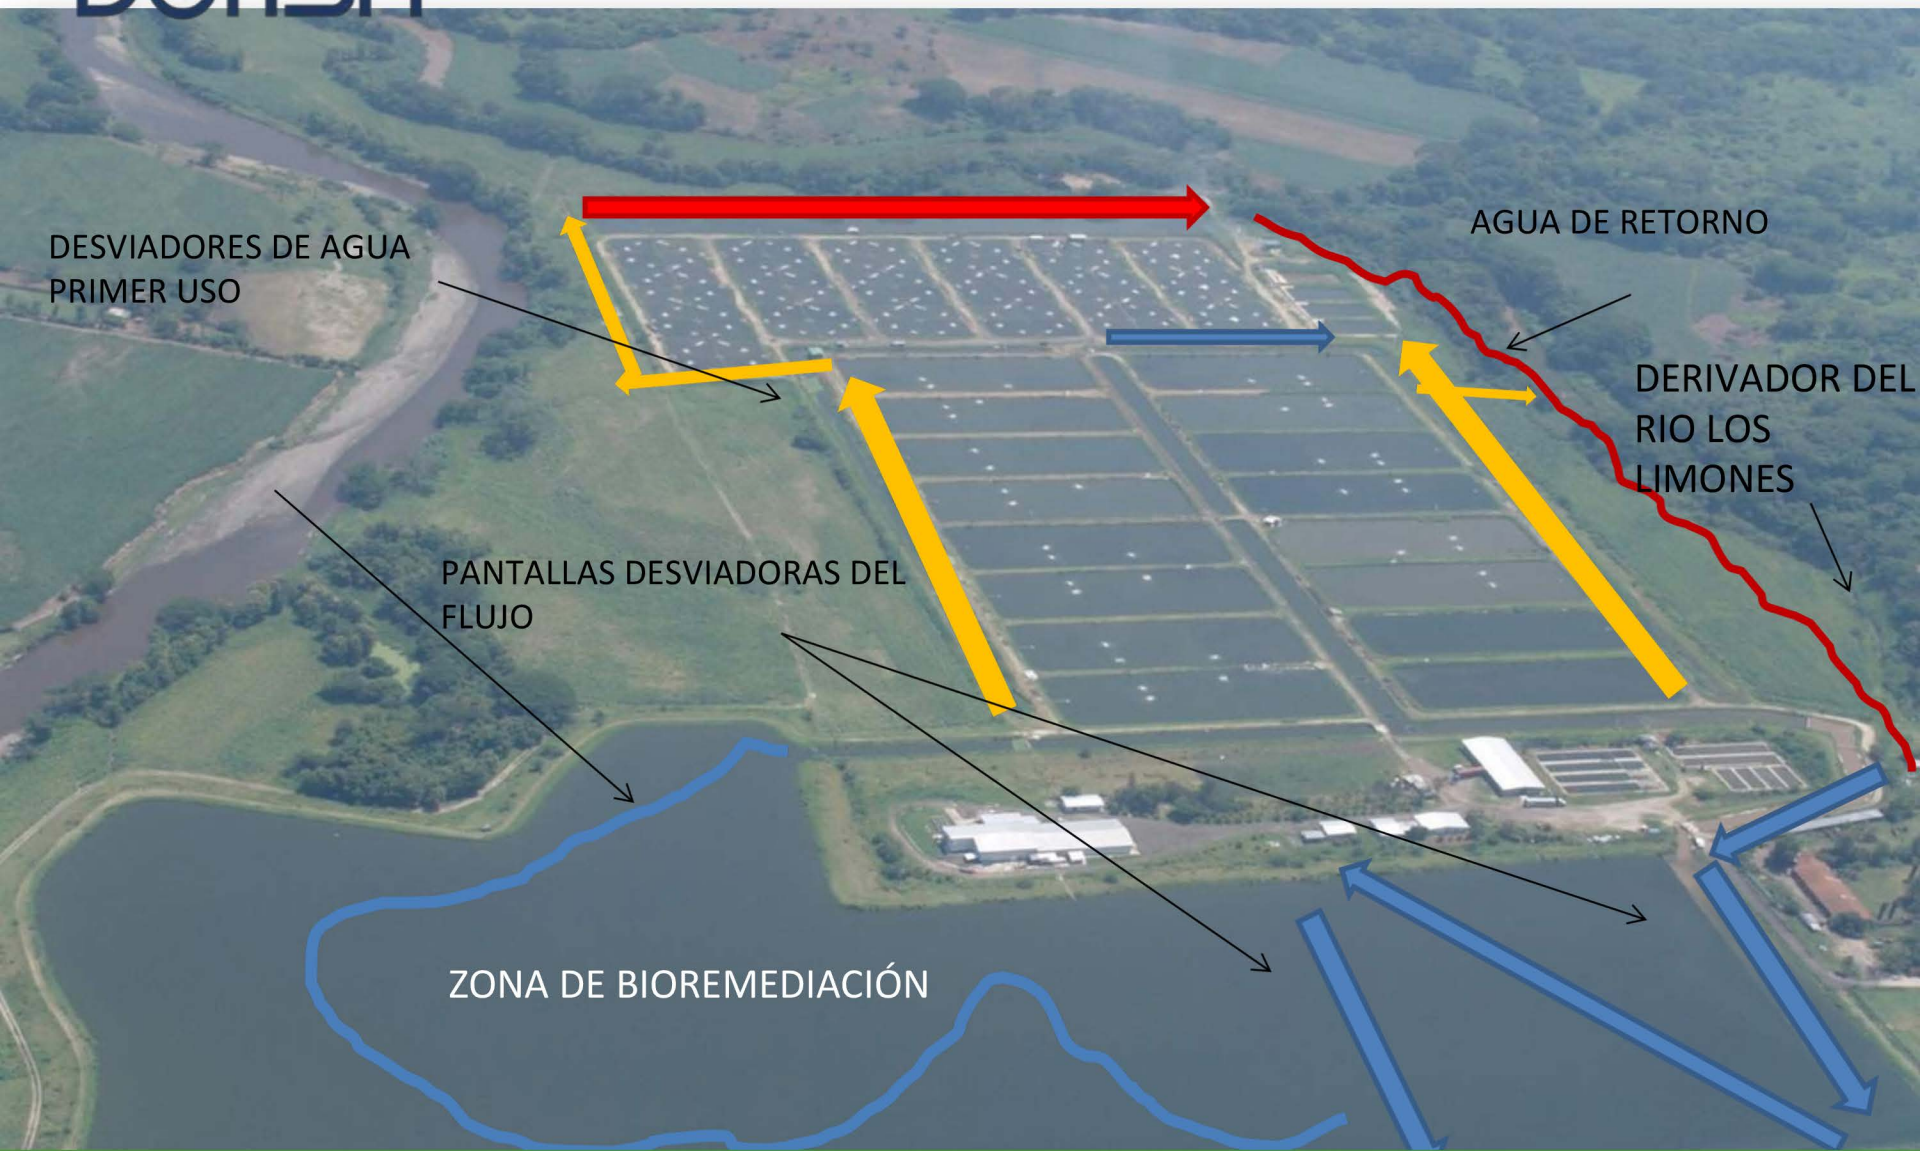 DESVIADORES DE AGUA
PRIMER USO
AGUA DE RETORNO
DERIVADOR DEL
RIO LOS
LIMONES
PANTALLAS DESVIADORAS DEL
FLUJO
ZONA DE BIOREMEDIACIÓN